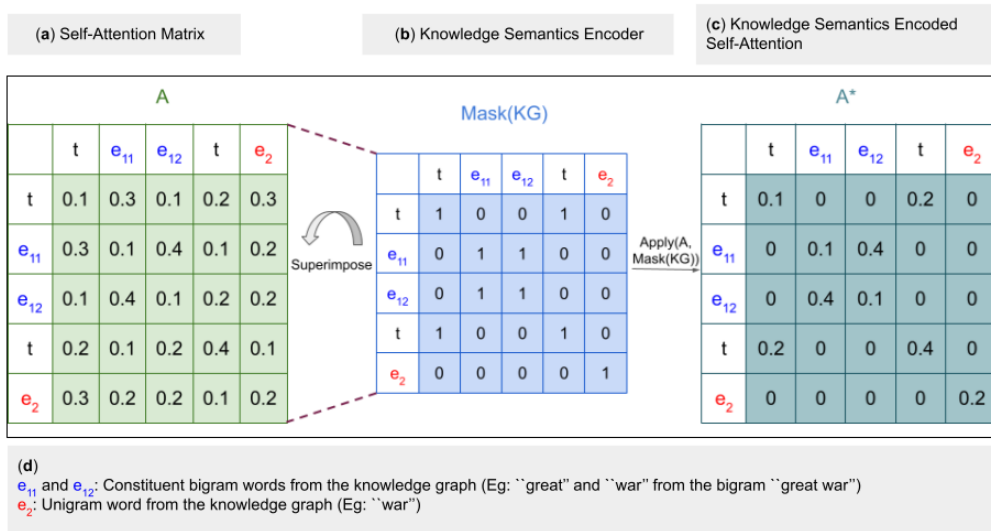 (a) Self-Attention Matrix
(b) Knowledge Semantics Encoder
(c) Knowledge Semantics Encoded
Self-Attention
A
t e11 e12 t e2
t 0.1 0.3 0.1 0.2 0.3
e11 0.3 0.1 0.4 0.1 0.2
e12 0.1 0.4 0.1 0.2 0.2
t 0.2 0.1 0.2 0.4 0.1
e2 0.3 0.2 0.2 0.1 0.2
Superimpose
Mask(KG)
t e11 e12 t e2
t 1 0 0 1 0
e11 0 1 1 0 0
e12 0 1 1 0 0
t 1 0 0 1 0
e2 0 0 0 0 1
Apply(A,
Mask(KG))
A*
t e11 e12 t e2
t 0.1 0 0 0.2 0
e11 0 0.1 0.4 0 0
e12 0 0.4 0.1 0 0
t 0.2 0 0 0.4 0
e2 0 0 0 0 0.2
(d)
e11 and e12: Constituent bigram words from the knowledge graph (Eg: ``great” and ``war” from the bigram ``great war”)
e2: Unigram word from the knowledge graph (Eg: ``war”)